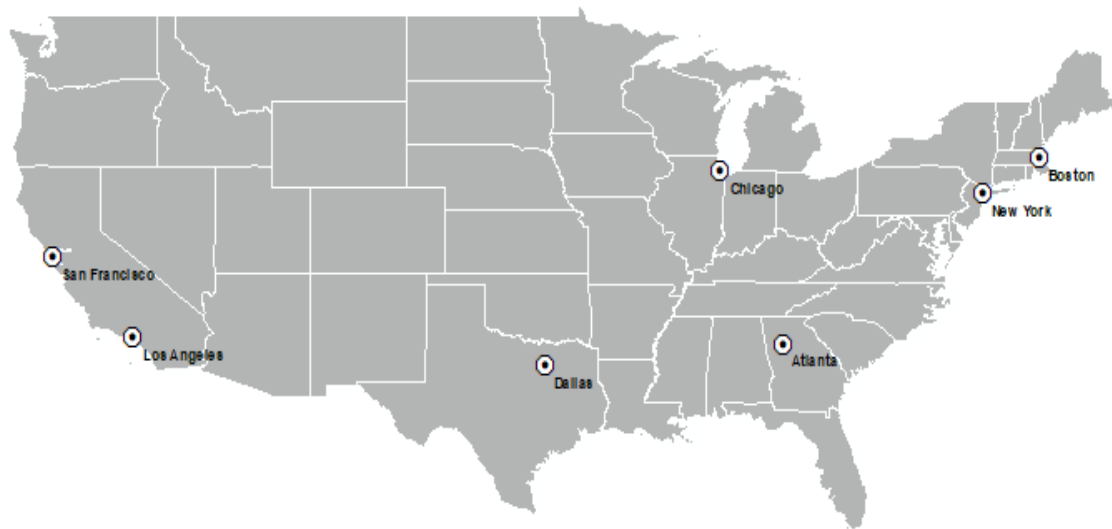 Boston
Chicago
New York
San Francisco
Los Angeles
Atlanta
Dallas